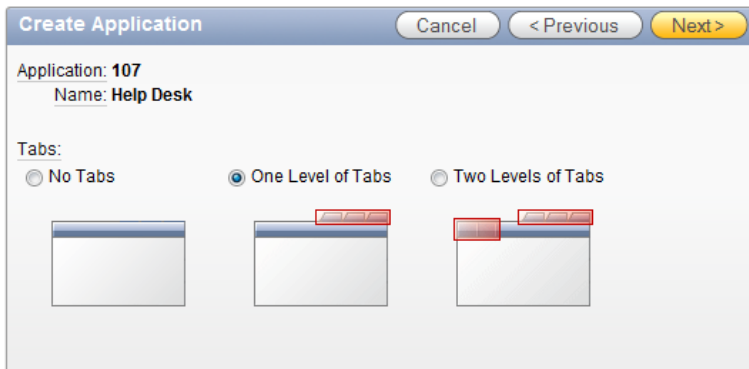 Create Application
Cancel
< Previous
Next >
Application: 107
Name: Help Desk
Tabs:
No Tabs
One Level of Tabs
Two Levels of Tabs